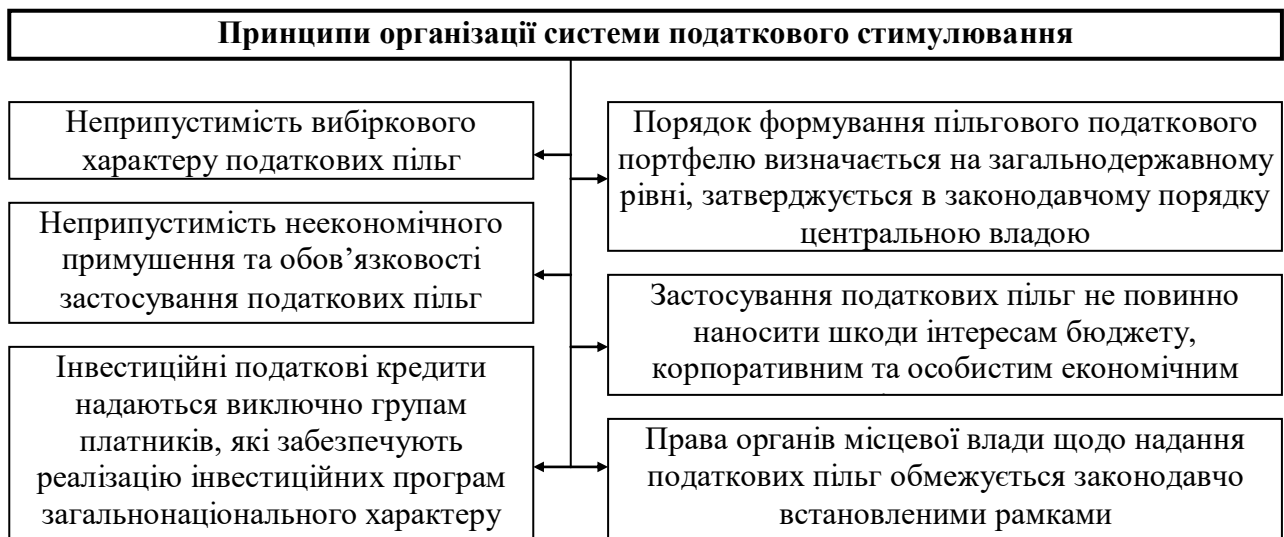 Принципи організації системи податкового стимулювання
Неприпустимість вибіркового
характеру податкових пільг
Неприпустимість неекономічного
примушення та обов’язковості
застосування податкових пільг
Інвестиційні податкові кредити
надаються виключно групам
платників, які забезпечують
реалізацію інвестиційних програм
загальнонаціонального характеру
Порядок формування пільгового податкового
портфелю визначається на загальнодержавному
рівні, затверджується в законодавчому порядку
центральною владою
Застосування податкових пільг не повинно
наносити шкоди інтересам бюджету,
корпоративним та особистим економічним
Права органів місцевої влади щодо надання
податкових пільг обмежується законодавчо
встановленими рамками